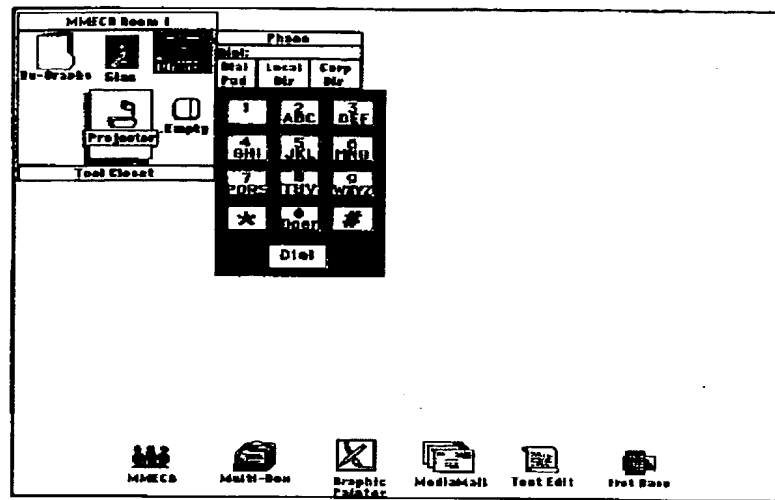 MMECB Room 1
Phone
Dial:
Dial Pad
Local Dir
Corp Dir
Glas
Projector
Empty
Tool Closet
1
2 ABC
3 DEF
4 GHI
5 JKL
6 MNO
7 PQRS
8 TUV
9 WXYZ
*
0 Oper
#
Dial
MMECB
Multi-Box
Graphic Painter
MediaMail
Text Edit